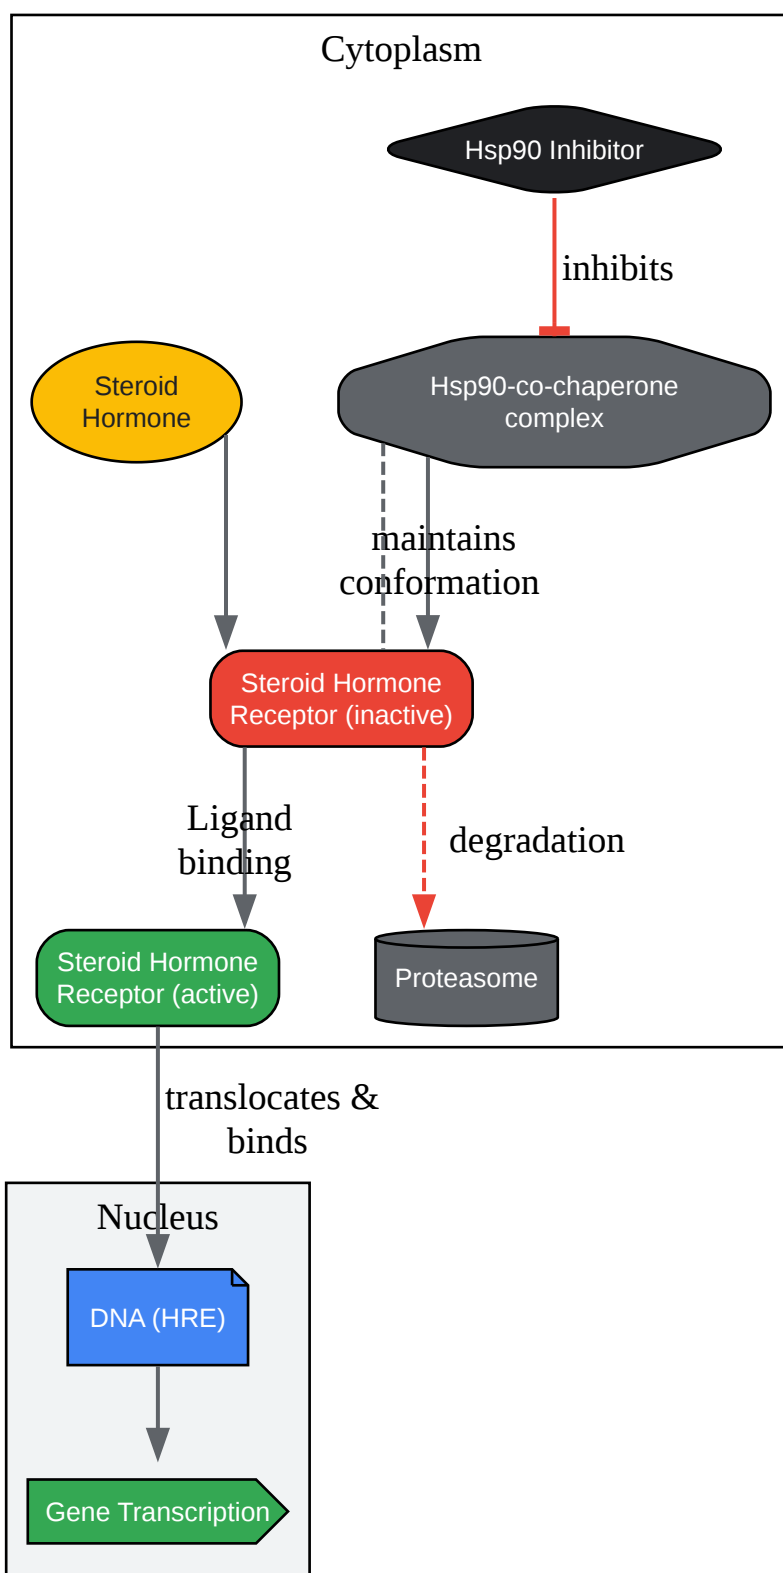 Cytoplasm
Hsp90 Inhibitor
inhibits
Steroid
Hormone
Hsp90-co-chaperone
complex
maintains
conformation
Steroid Hormone
Receptor (inactive)
Ligand
binding
degradation
Steroid Hormone
Receptor (active)
Proteasome
translocates &
binds
Nucleus
DNA (HRE)
Gene Transcription